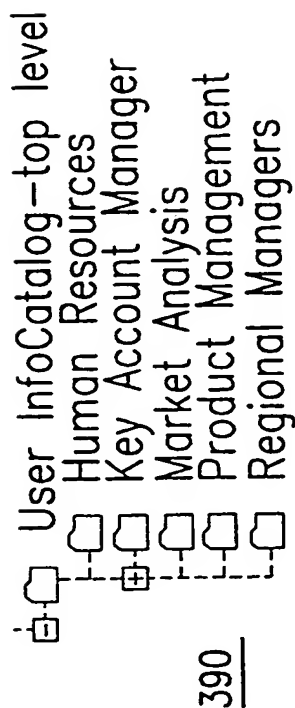 User InfoCatalog-top level
Human Resources
Key Account Manager
Market Analysis
Product Management
Regional Managers
390